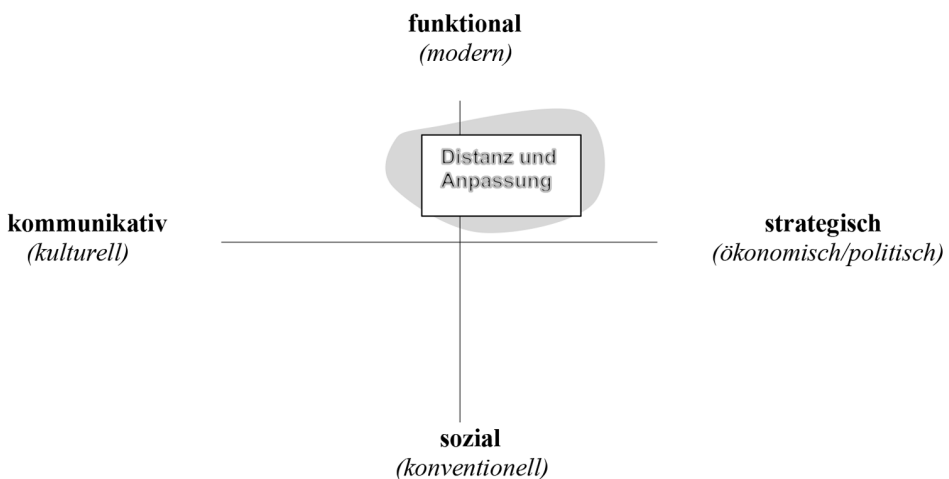 funktional
(modern)
Distanz und
Anpassung
kommunikativ
(kulturell)
strategisch
(ökonomisch/politisch)
sozial
(konventionell)